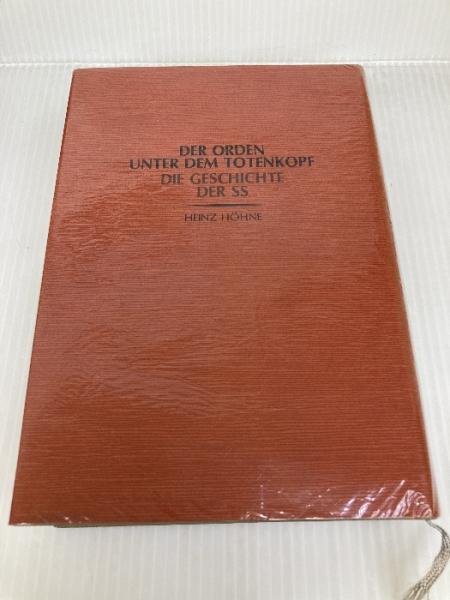 DER ORDEN
UNTER DEM TOTENKOPF
DIE GESCHICHTE
DER SS
HEINZ HÖHNE